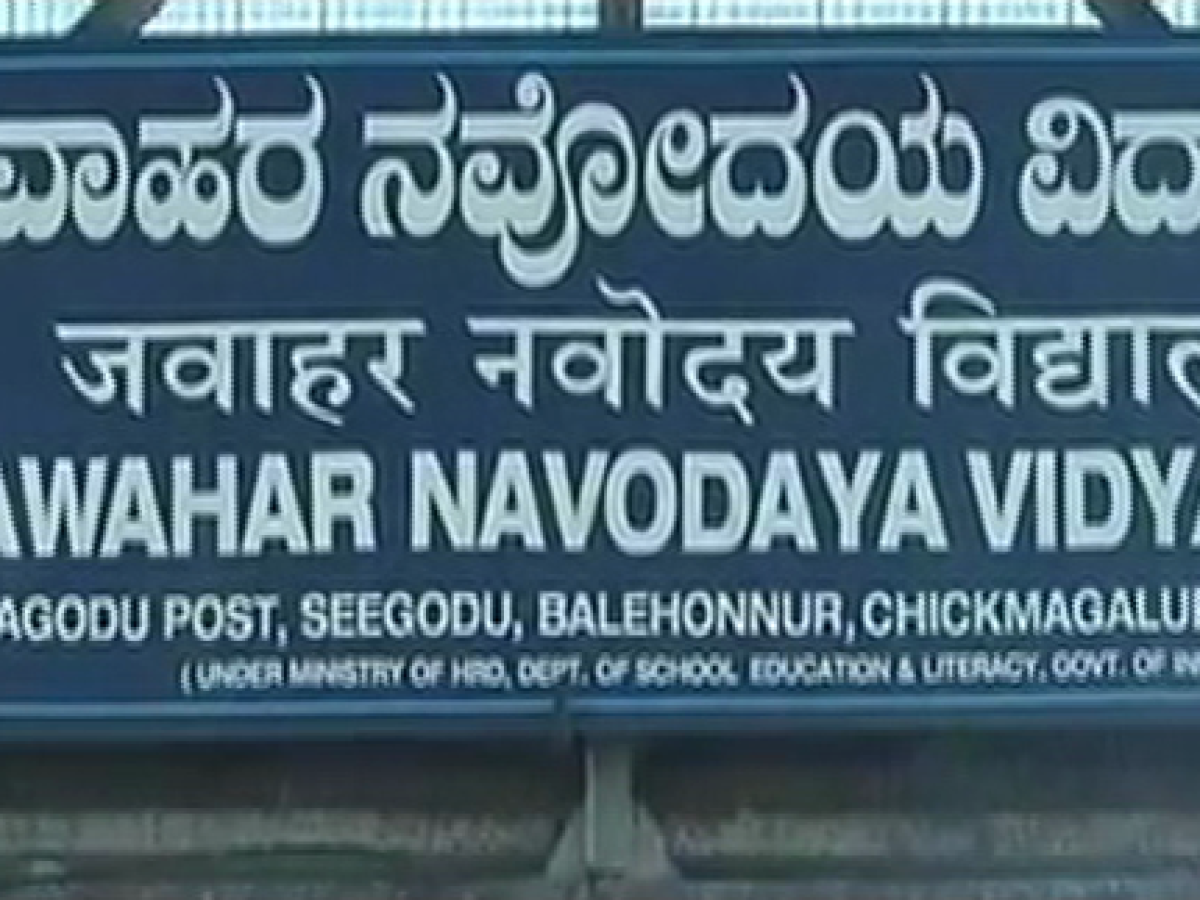 ವಾಹರ ನವೋದಯ ವಿದ
जवाहर नवोदय विद्याल
AWAHAR NAVODAYA VIDYA
AGODU POST, SEEGODU, BALEHONNUR, CHICKMAGALUR
( UNDER MINISTRY OF HRD, DEPT. OF SCHOOL EDUCATION & LITERACY, GOVT. OF IN